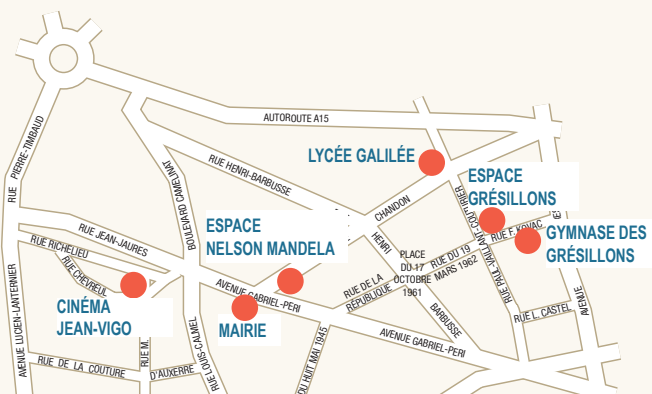 AUTOROUTE A15
RUE PIERRE-TIMBAUD
BOULEVARD CAMELINAT
RUE HENRI-BARBUSSE
LYCÉE GALILÉE
CHANDON
ESPACE
GRÉSILLONS
RUE PAUL VAILLANT-COUTURIER
RUE F. KOVAC
GYMNASE DES
GRÉSILLONS
RUE JEAN-JAURES
RUE RICHELIEU
RUE CHEVREUL
ESPACE
NELSON MANDELA
HENRI
BARBUSSE
PLACE
DU 17
OCTOBRE
1961
RUE DU 19
MARS 1962
RUE DE LA
RÉPUBLIQUE
AVENUE GABRIEL-PERI
CINÉMA
JEAN-VIGO
MAIRIE
AVENUE GABRIEL-PERI
RUE L. CASTEL
AVENUE
AVENUE LUCIEN-LANTERNIER
RUE DE LA COUTURE
RUE M.
D'AUXERRE
RUE LOUIS-CALMEL
DU HUIT MAI 1945